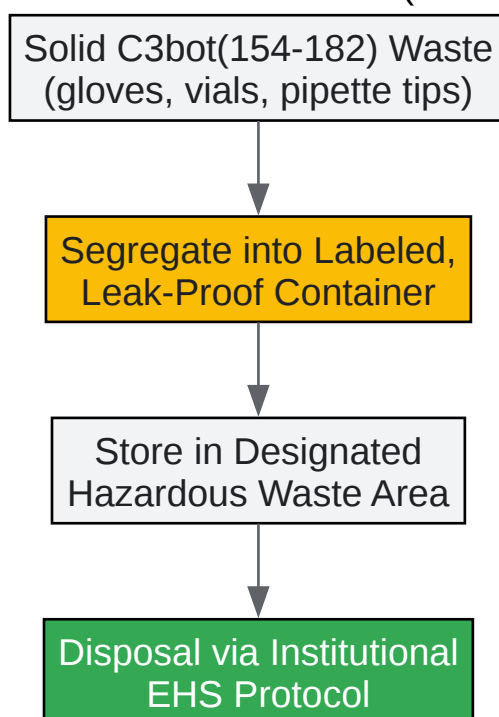 Solid C3bot(154-182) Waste
(gloves, vials, pipette tips)
Segregate into Labeled,
Leak-Proof Container
Store in Designated
Hazardous Waste Area
Disposal via Institutional
EHS Protocol